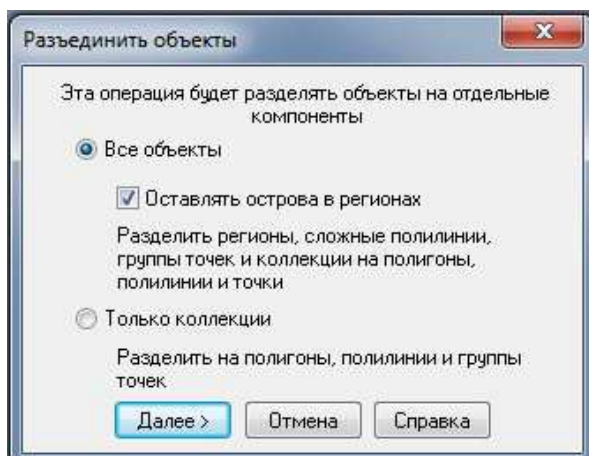 Разъединить объекты
Эта операция будет разделять объекты на отдельные
компоненты
Все объекты
Оставлять острова в регионах
Разделить регионы, сложные полилинии,
группы точек и коллекции на полигоны,
полилинии и точки
Только коллекции
Разделить на полигоны, полилинии и группы
точек
Далее > Отмена Справка